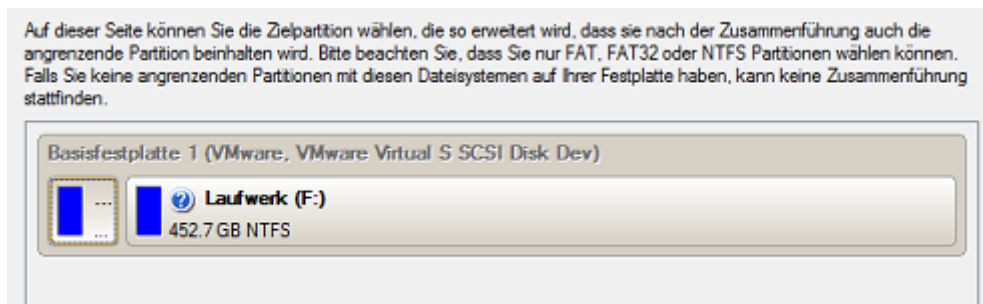 Auf dieser Seite können Sie die Zielpartition wählen, die so erweitert wird, dass sie nach der Zusammenführung auch die
angrenzende Partition beinhalten wird. Bitte beachten Sie, dass Sie nur FAT, FAT32 oder NTFS Partitionen wählen können.
Falls Sie keine angrenzenden Partitionen mit diesen Dateisystemen auf Ihrer Festplatte haben, kann keine Zusammenführung
stattfinden.
Basisfestplatte 1 (VMware, VMware Virtual S SCSI Disk Dev)
...
...
Laufwerk (F:)
452.7 GB NTFS